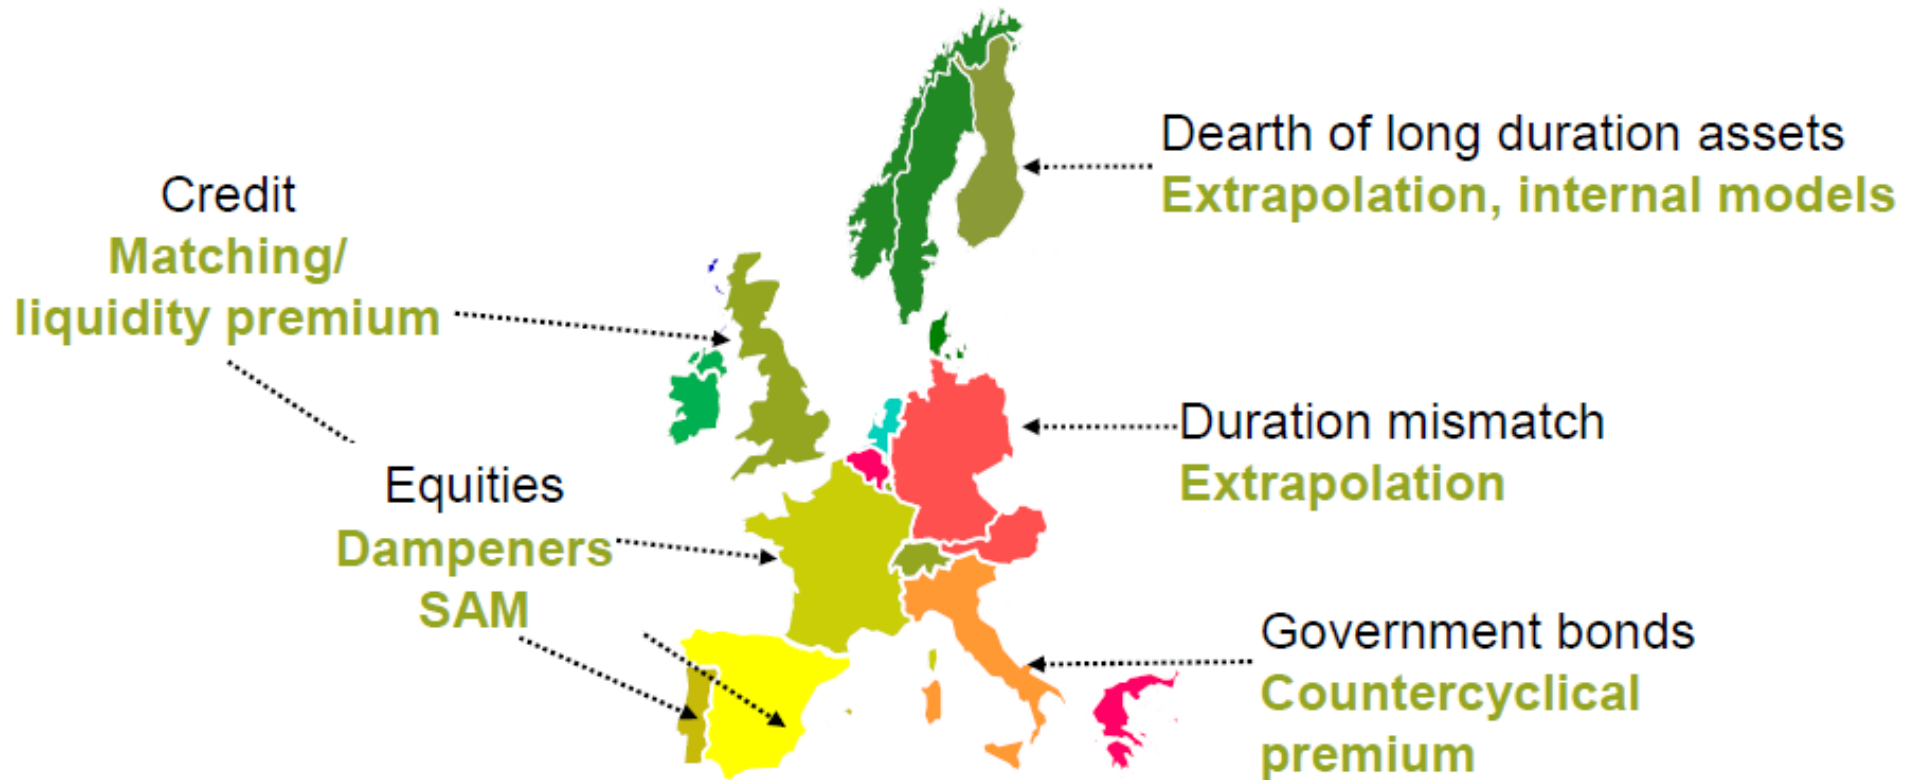 Dearth of long duration assets
Extrapolation, internal models
Credit
Matching/
liquidity premium
Duration mismatch
Extrapolation
Equities
Dampeners
SAM
Government bonds
Countercyclical
premium